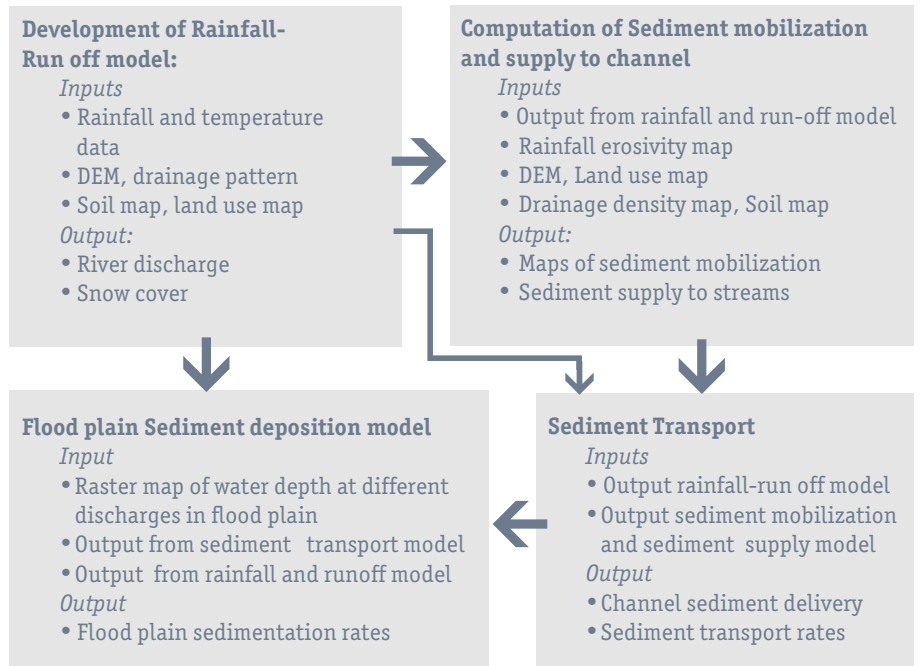 Development of Rainfall-
Run off model:
Inputs
• Rainfall and temperature
data
• DEM, drainage pattern
• Soil map, land use map
Output:
• River discharge
• Snow cover
Computation of Sediment mobilization
and supply to channel
Inputs
• Output from rainfall and run-off model
• Rainfall erosivity map
• DEM, Land use map
• Drainage density map, Soil map
Output:
• Maps of sediment mobilization
• Sediment supply to streams
Flood plain Sediment deposition model
Input
• Raster map of water depth at different
discharges in flood plain
• Output from sediment transport model
• Output from rainfall and runoff model
Output
• Flood plain sedimentation rates
Sediment Transport
Inputs
• Output rainfall-run off model
• Output sediment mobilization
and sediment supply model
Output
• Channel sediment delivery
• Sediment transport rates